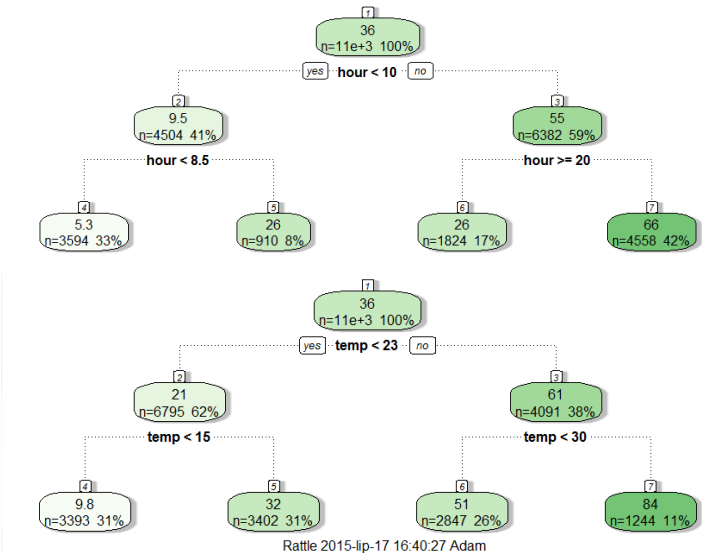 1
36
n=11e+3 100%
yes hour < 10 no
2 3
9.5 55
n=4504 41% n=6382 59%
hour < 8.5 hour >= 20
4 5 6 7
5.3 26 26 66
n=3594 33% n=910 8% n=1824 17% n=4558 42%
1
36
n=11e+3 100%
yes temp < 23 no
2 3
21 61
n=6795 62% n=4091 38%
temp < 15 temp < 30
4 5 6 7
9.8 32 51 84
n=3393 31% n=3402 31% n=2847 26% n=1244 11%
Rattle 2015-lip-17 16:40:27 Adam